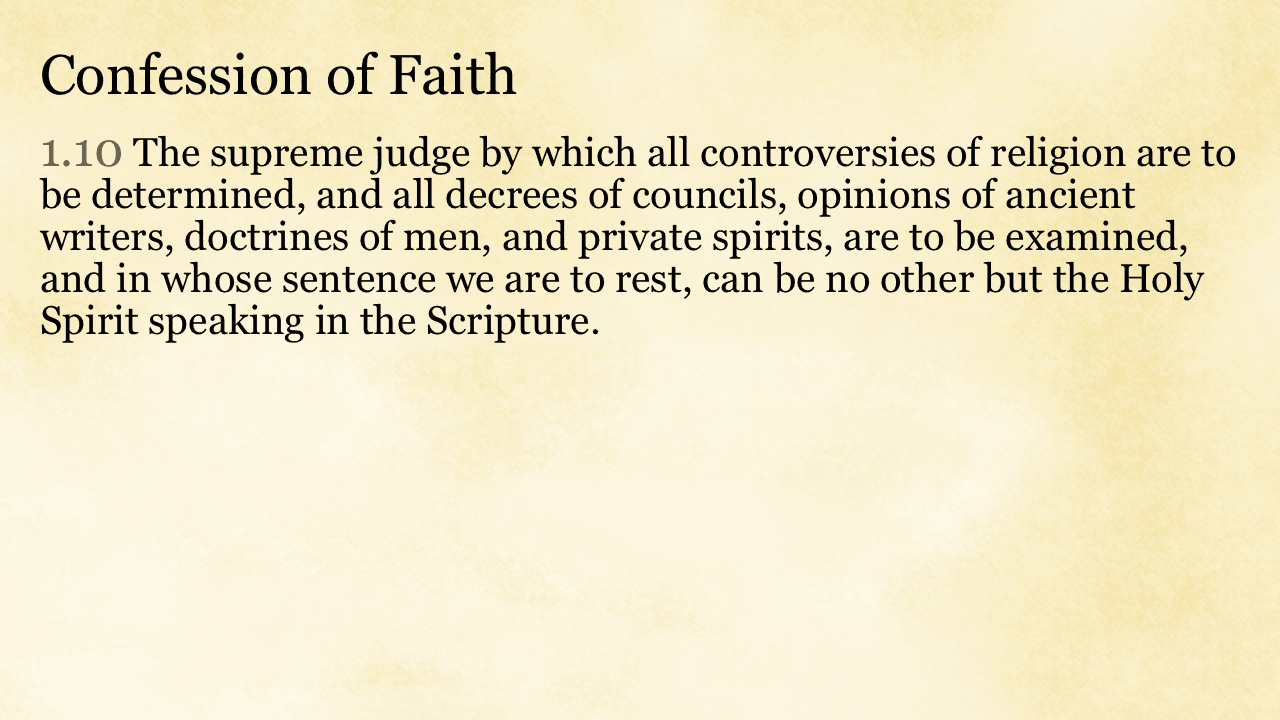 Confession of Faith
1.10 The supreme judge by which all controversies of religion are to
be determined, and all decrees of councils, opinions of ancient
writers, doctrines of men, and private spirits, are to be examined,
and in whose sentence we are to rest, can be no other but the Holy
Spirit speaking in the Scripture.